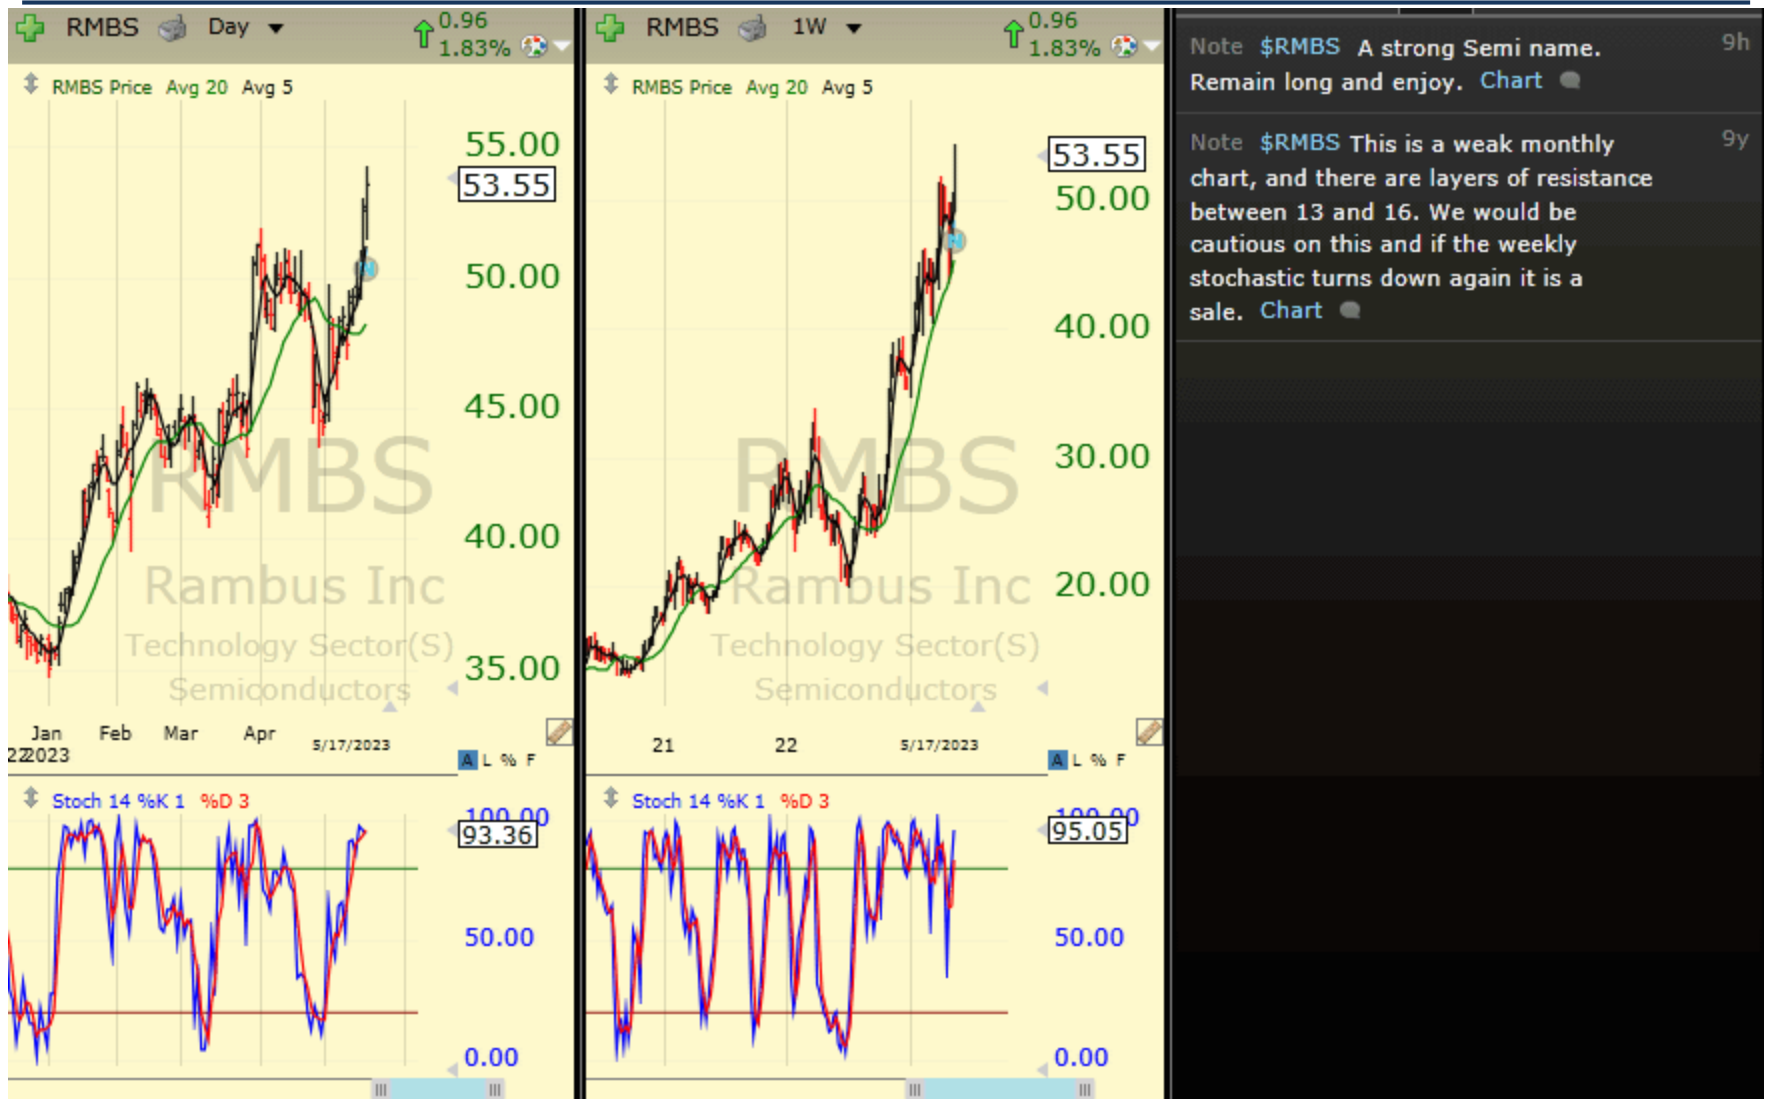 RMBS Day
0.96
1.83%
RMBS Price Avg 20 Avg 5
55.00
53.55
50.00
45.00
40.00
35.00
RMBS
Rambus Inc
Technology Sector(S)
Semiconductors
Jan Feb Mar Apr 5/17/2023
22 2023
A L % F
Stoch 14 %K 1 %D 3
100.00
93.36
50.00
0.00
RMBS 1W
0.96
1.83%
RMBS Price Avg 20 Avg 5
53.55
50.00
40.00
30.00
20.00
RMBS
Rambus Inc
Technology Sector(S)
Semiconductors
21 22 5/17/2023
A L % F
Stoch 14 %K 1 %D 3
100.00
95.05
50.00
0.00
N
N
Note $RMBS A strong Semi name. 9h
Remain long and enjoy. Chart
Note $RMBS This is a weak monthly 9y
chart, and there are layers of resistance
between 13 and 16. We would be
cautious on this and if the weekly
stochastic turns down again it is a
sale. Chart